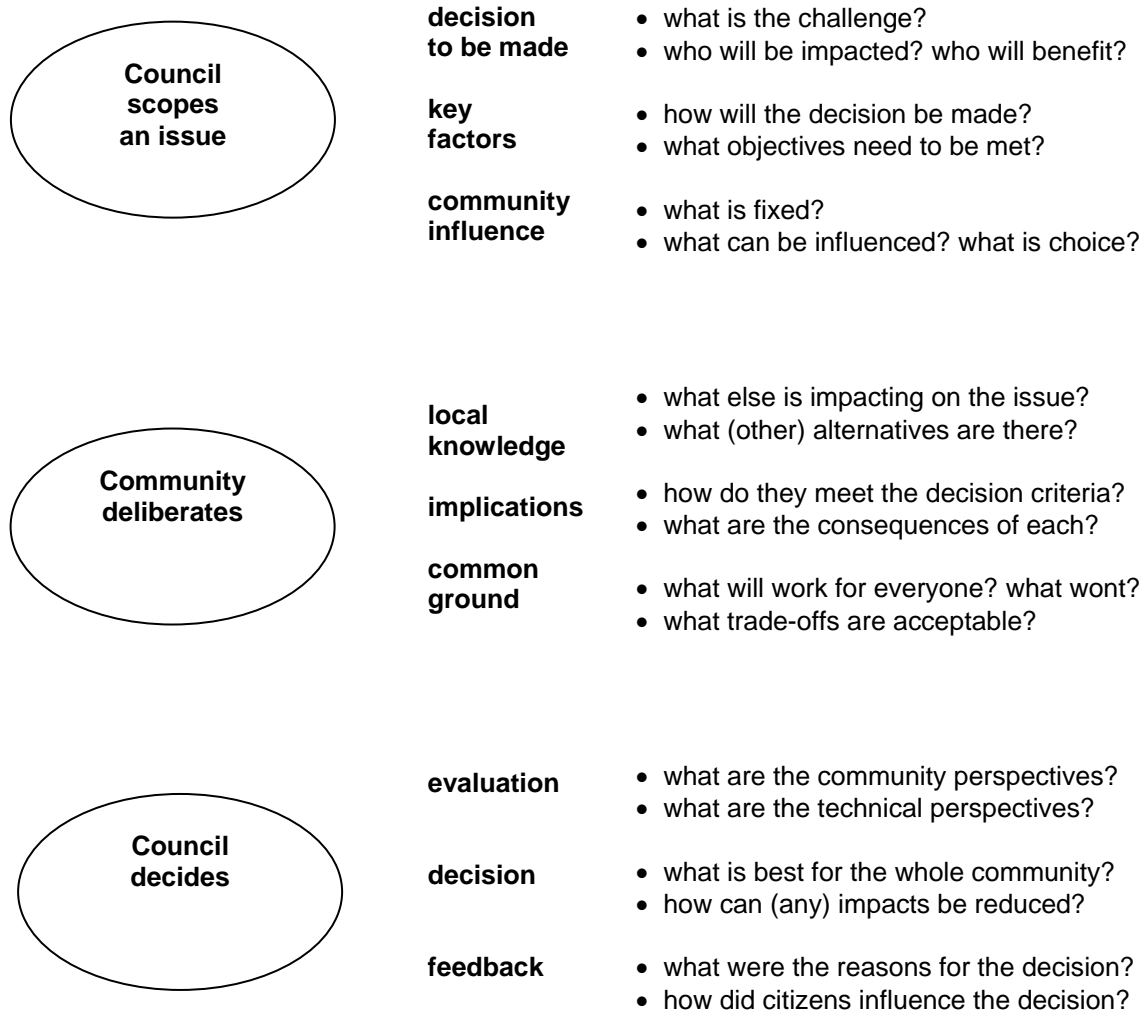 Council
scopes
an issue
decision
to be made
• what is the challenge?
• who will be impacted? who will benefit?
key
factors
• how will the decision be made?
• what objectives need to be met?
community
influence
• what is fixed?
• what can be influenced? what is choice?
Community
deliberates
local
knowledge
• what else is impacting on the issue?
• what (other) alternatives are there?
implications
• how do they meet the decision criteria?
• what are the consequences of each?
common
ground
• what will work for everyone? what wont?
• what trade-offs are acceptable?
Council
decides
evaluation
• what are the community perspectives?
• what are the technical perspectives?
decision
• what is best for the whole community?
• how can (any) impacts be reduced?
feedback
• what were the reasons for the decision?
• how did citizens influence the decision?